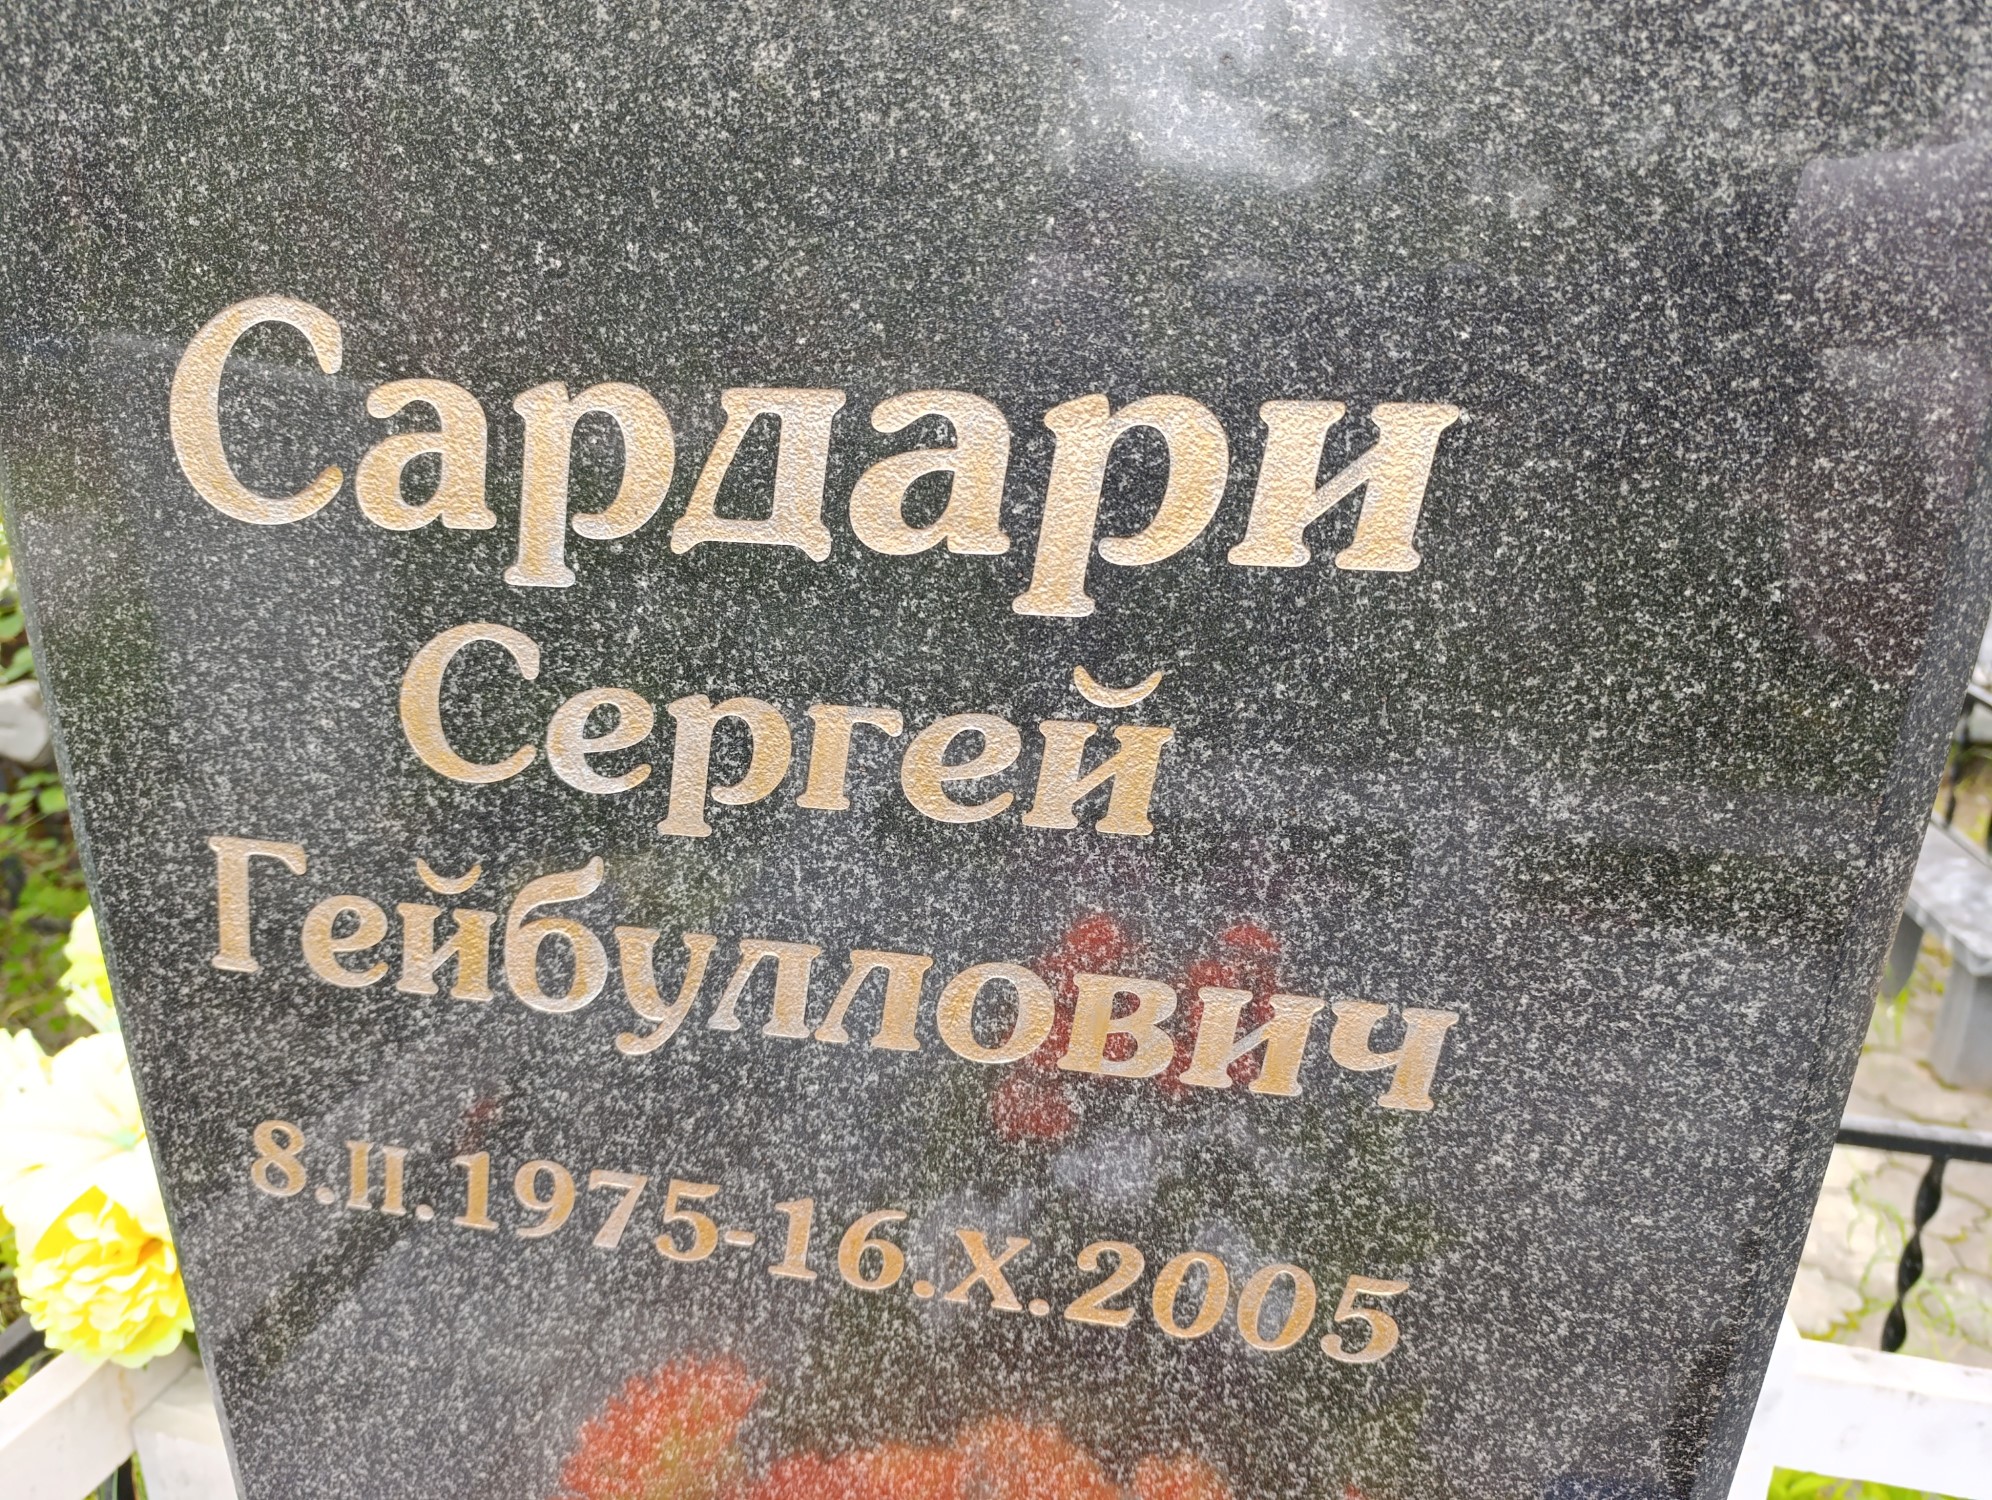 Сардари
Сергей
Гейбуллович
8.II.1975-16.X.2005